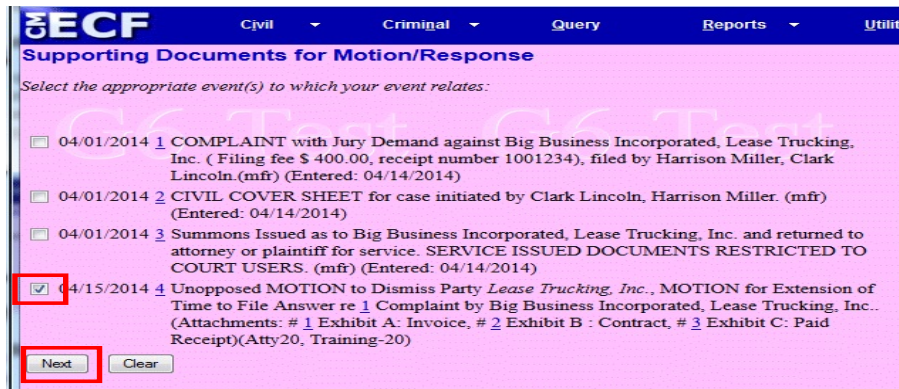 CM ECF Civil Criminal Query Reports Utilit
Supporting Documents for Motion/Response
Select the appropriate event(s) to which your event relates:
G6-Test G6-Test
04/01/2014 1 COMPLAINT with Jury Demand against Big Business Incorporated, Lease Trucking,
Inc. ( Filing fee $ 400.00, receipt number 1001234), filed by Harrison Miller, Clark
Lincoln.(mfr) (Entered: 04/14/2014)
04/01/2014 2 CIVIL COVER SHEET for case initiated by Clark Lincoln, Harrison Miller. (mfr)
(Entered: 04/14/2014)
04/01/2014 3 Summons Issued as to Big Business Incorporated, Lease Trucking, Inc. and returned to
attorney or plaintiff for service. SERVICE ISSUED DOCUMENTS RESTRICTED TO
COURT USERS. (mfr) (Entered: 04/14/2014)
04/15/2014 4 Unopposed MOTION to Dismiss Party Lease Trucking, Inc., MOTION for Extension of
Time to File Answer re 1 Complaint by Big Business Incorporated, Lease Trucking, Inc..
(Attachments: # 1 Exhibit A: Invoice, # 2 Exhibit B : Contract, # 3 Exhibit C: Paid
Receipt)(Atty20, Training-20)
Next Clear